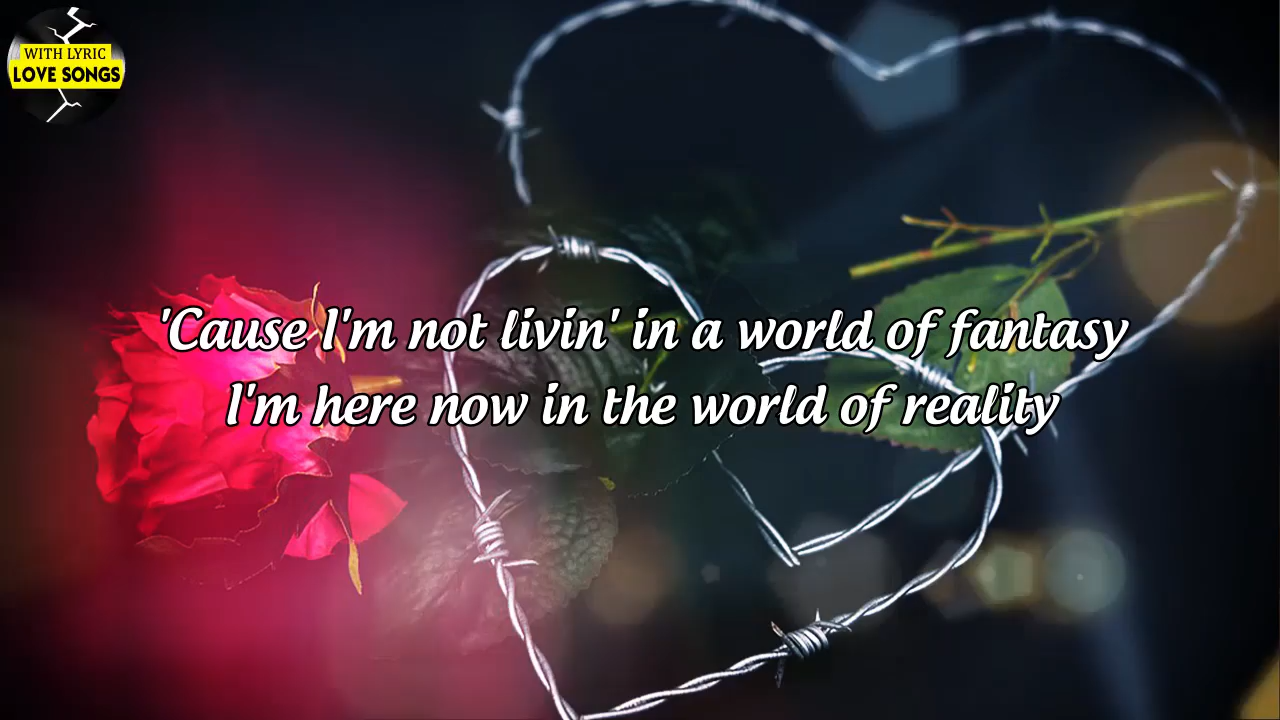 WITH LYRIC
LOVE SONGS
'Cause I'm not livin' in a world of fantasy
I'm here now in the world of reality